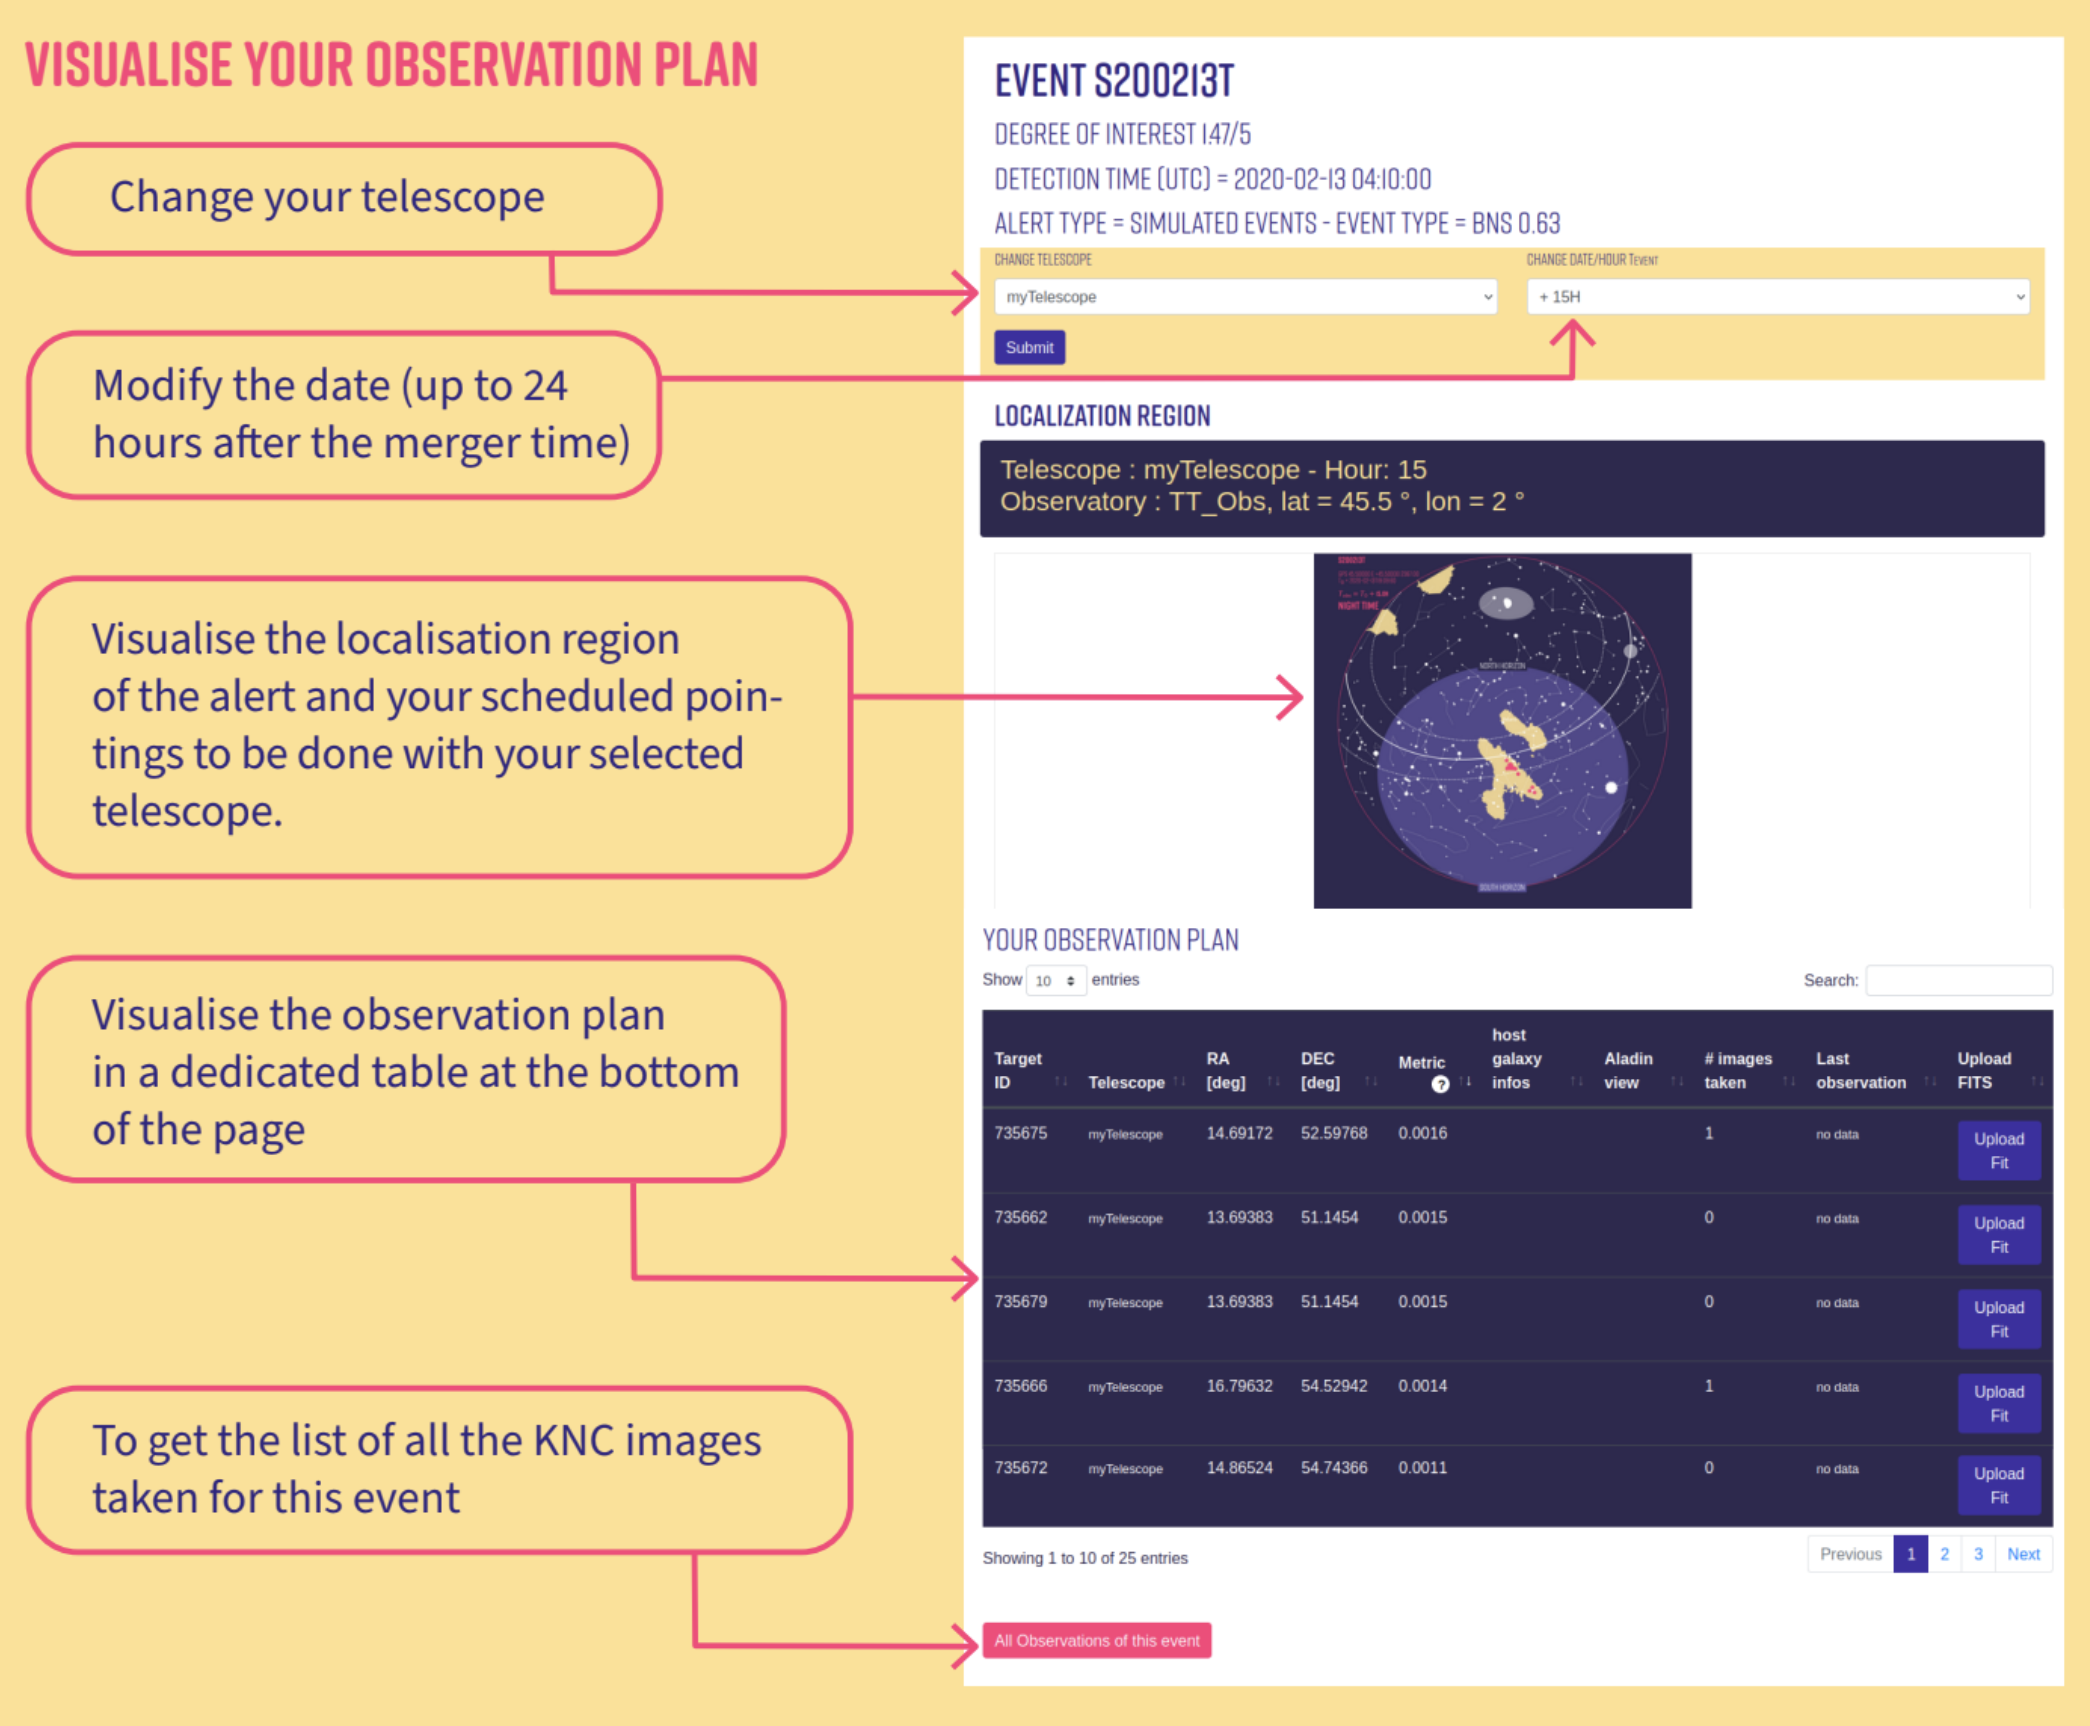 VISUALISE YOUR OBSERVATION PLAN
Change your telescope
Modify the date (up to 24
hours after the merger time)
Visualise the localisation region
of the alert and your scheduled poin-
tings to be done with your selected
telescope.
Visualise the observation plan
in a dedicated table at the bottom
of the page
To get the list of all the KNC images
taken for this event
EVENT S200213T
DEGREE OF INTEREST 1.47/5
DETECTION TIME (UTC) = 2020-02-13 04:10:00
ALERT TYPE = SIMULATED EVENTS - EVENT TYPE = BNS 0.63
CHANGE TELESCOPE
CHANGE DATE/HOUR TEVENT
myTelescope
+ 15H
Submit
LOCALIZATION REGION
Telescope : myTelescope - Hour: 15
Observatory : TT_Obs, lat = 45.5 °, lon = 2 °
S200213T
NIGHT TIME
NORTH HORIZON
SOUTH HORIZON
YOUR OBSERVATION PLAN
Show 10 entries
Search:
Target ID Telescope RA [deg] DEC [deg] Metric ? host galaxy infos Aladin view # images taken Last observation Upload FITS
735675 myTelescope 14.69172 52.59768 0.0016 1 no data Upload Fit
735662 myTelescope 13.69383 51.1454 0.0015 0 no data Upload Fit
735679 myTelescope 13.69383 51.1454 0.0015 0 no data Upload Fit
735666 myTelescope 16.79632 54.52942 0.0014 1 no data Upload Fit
735672 myTelescope 14.86524 54.74366 0.0011 0 no data Upload Fit
Showing 1 to 10 of 25 entries
Previous 1 2 3 Next
All Observations of this event